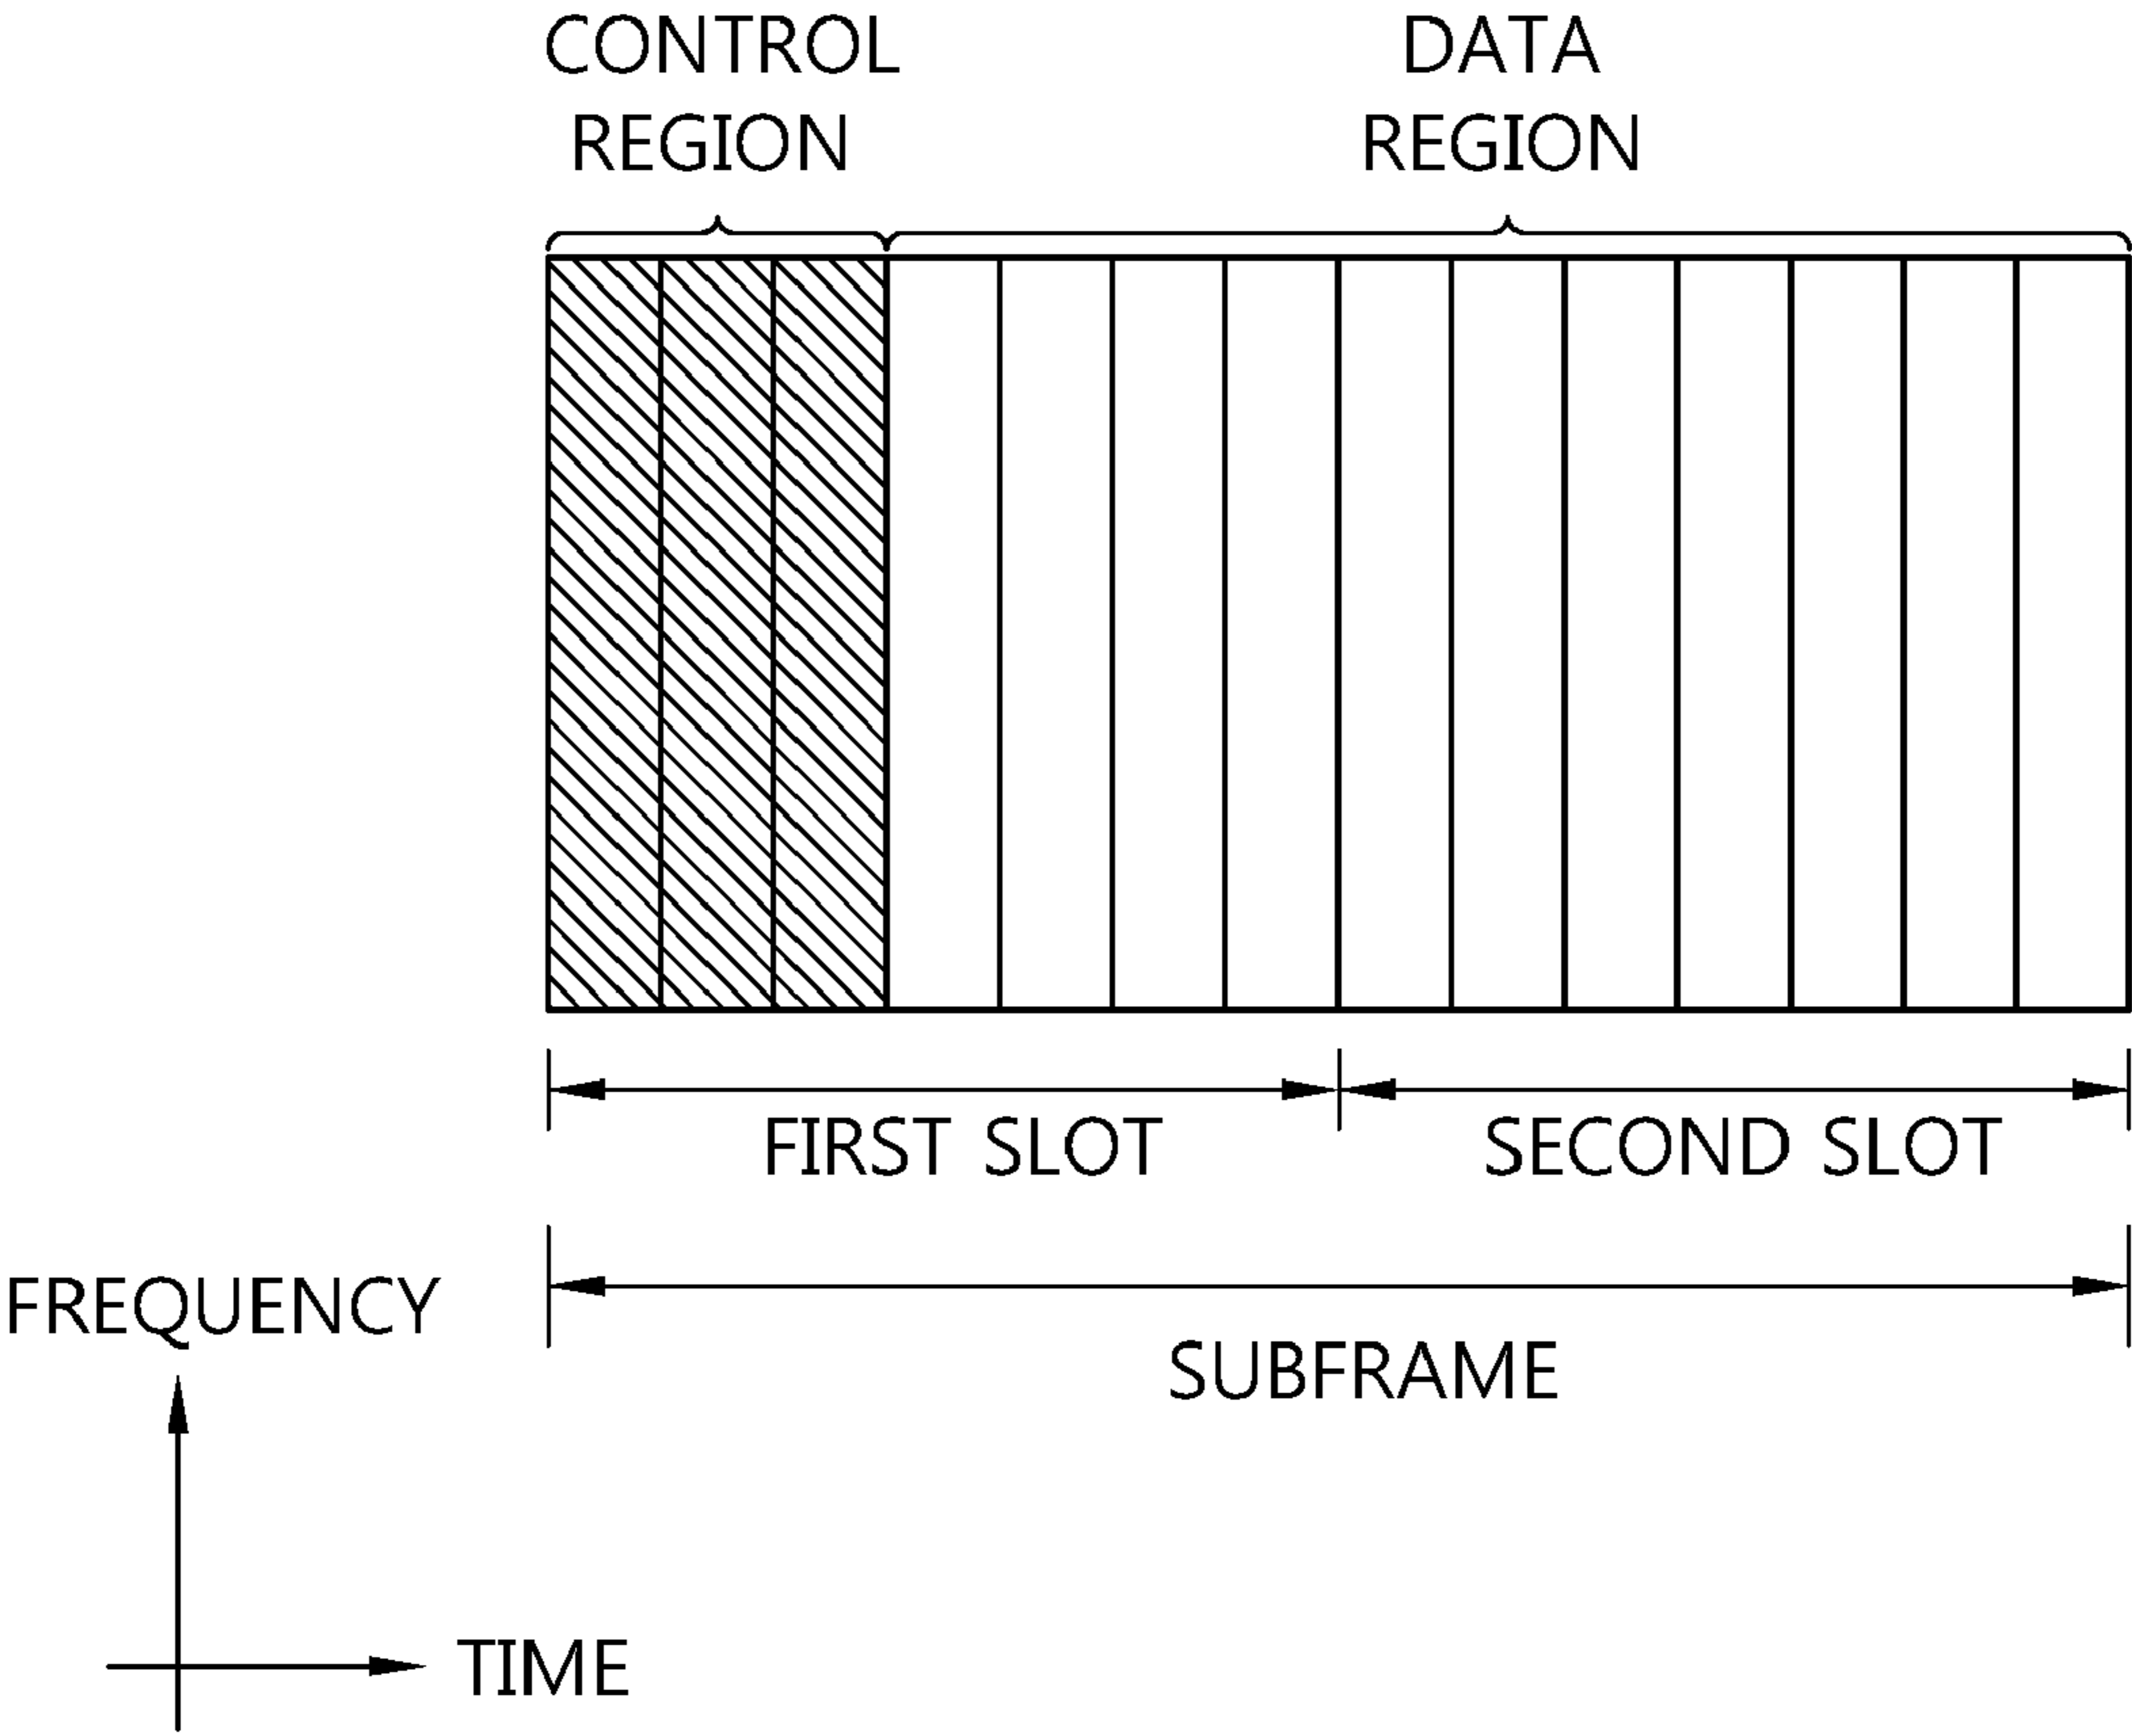 CONTROL
REGION
DATA
REGION
FIRST SLOT
SECOND SLOT
SUBFRAME
FREQUENCY
TIME